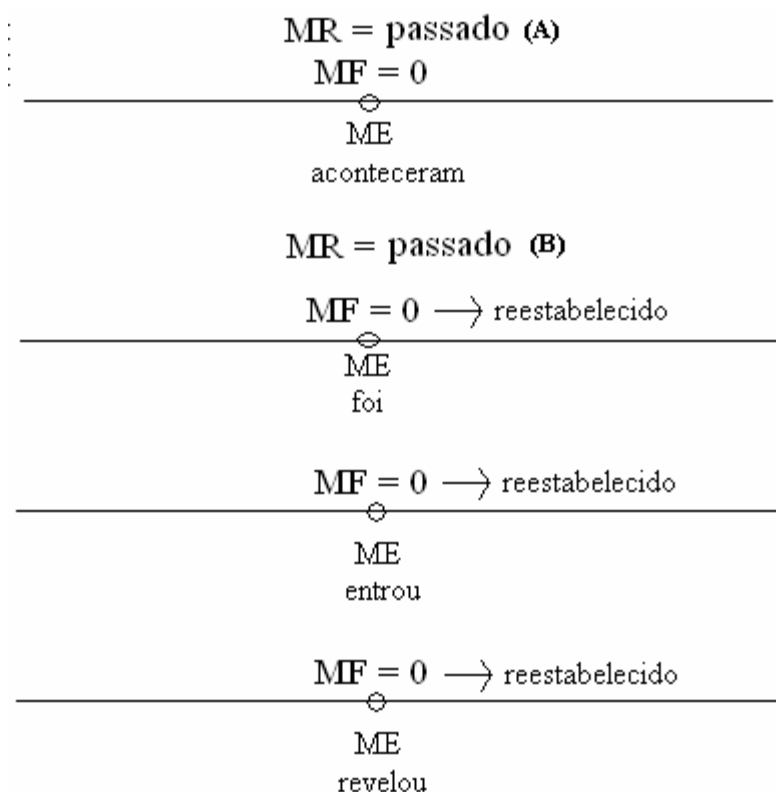 MR = passado (A)
MF = 0
ME
aconteceram
MR = passado (B)
MF = 0 → reestabelecido
ME
foi
MF = 0 → reestabelecido
ME
entrou
MF = 0 → reestabelecido
ME
revelou